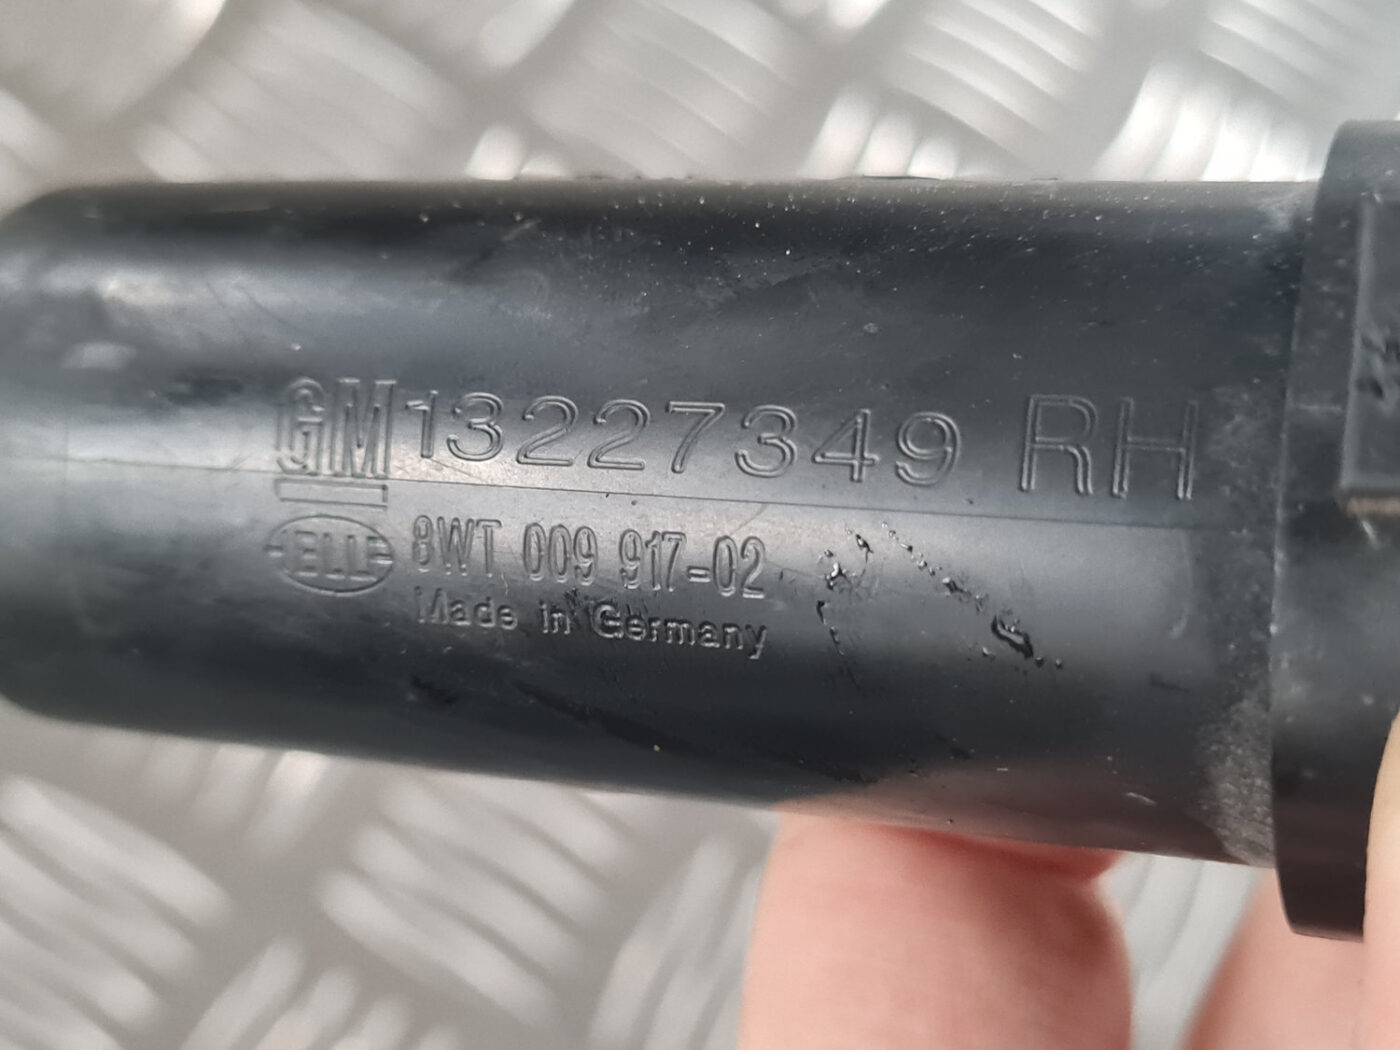 GM 13227349 RH
HELLA 8WT 009 917-02
Made in Germany